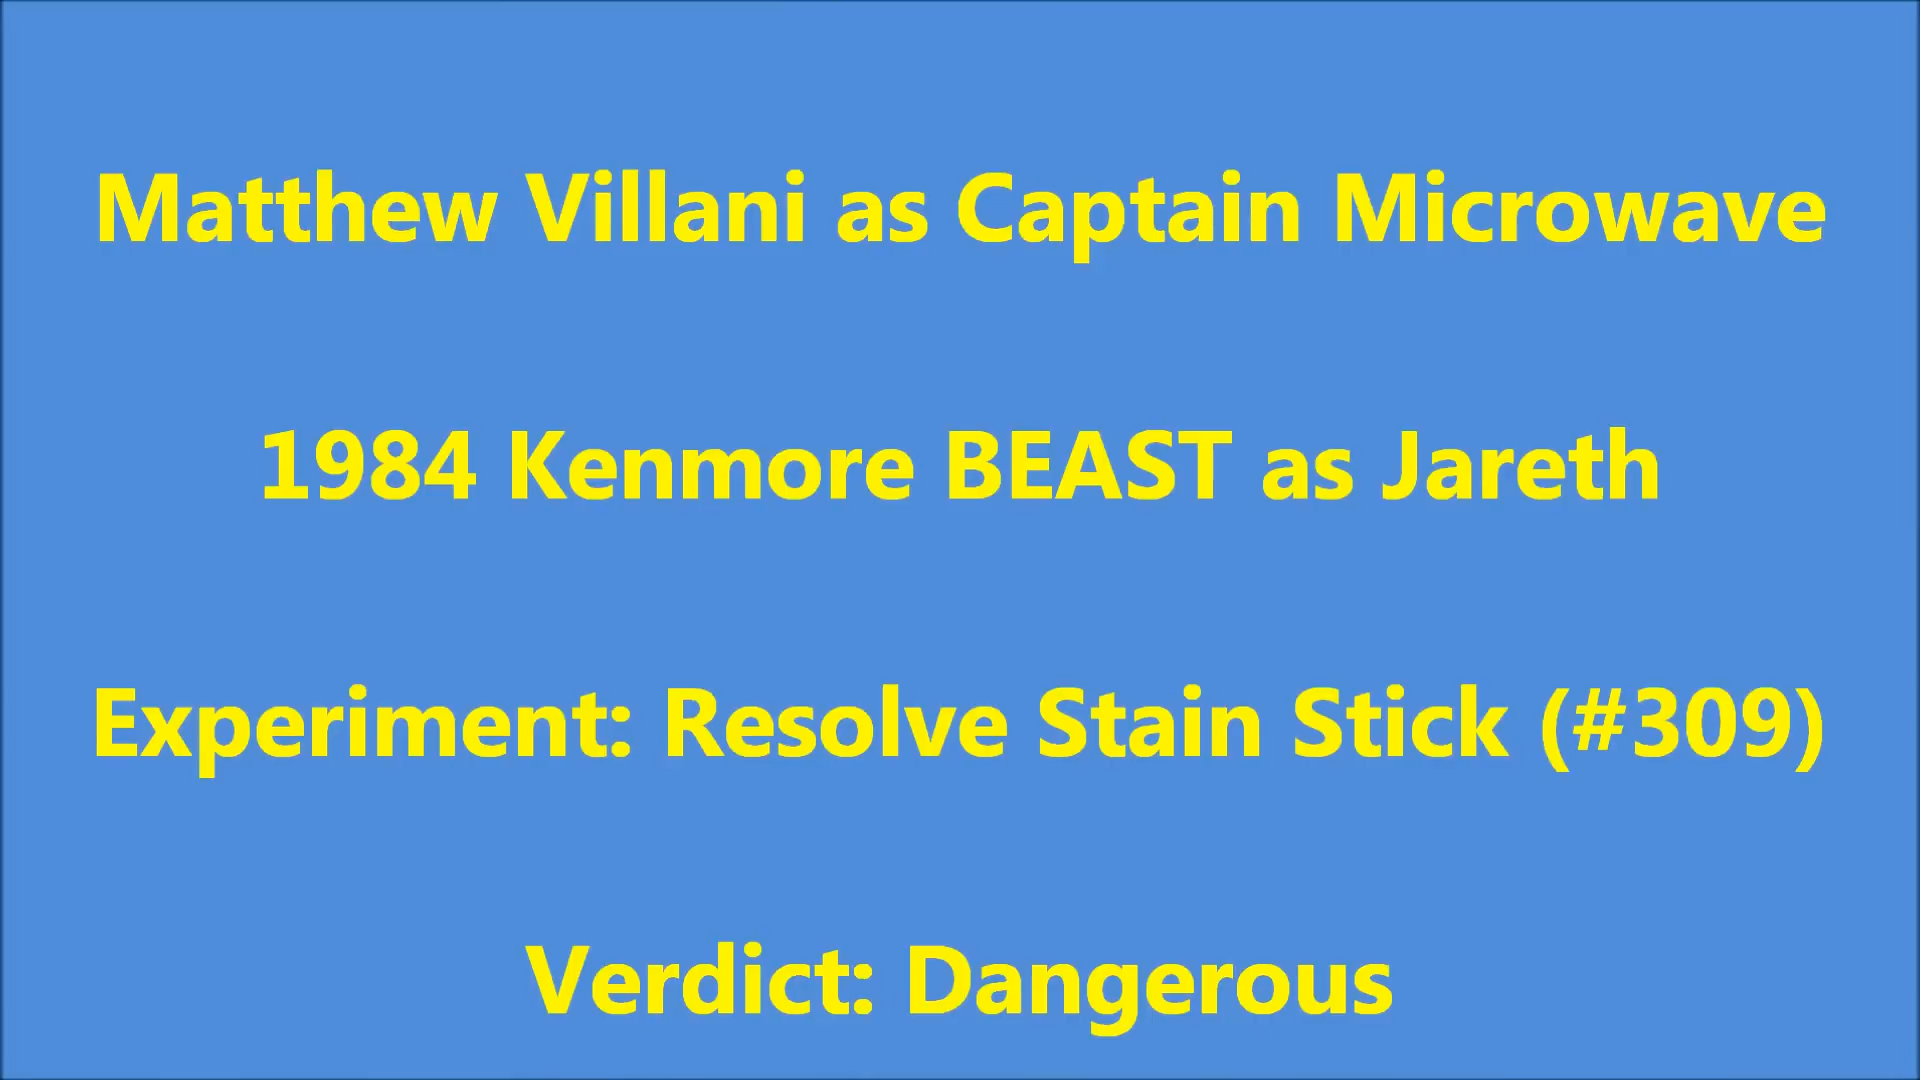 Matthew Villani as Captain Microwave
1984 Kenmore BEAST as Jareth
Experiment: Resolve Stain Stick (#309)
Verdict: Dangerous